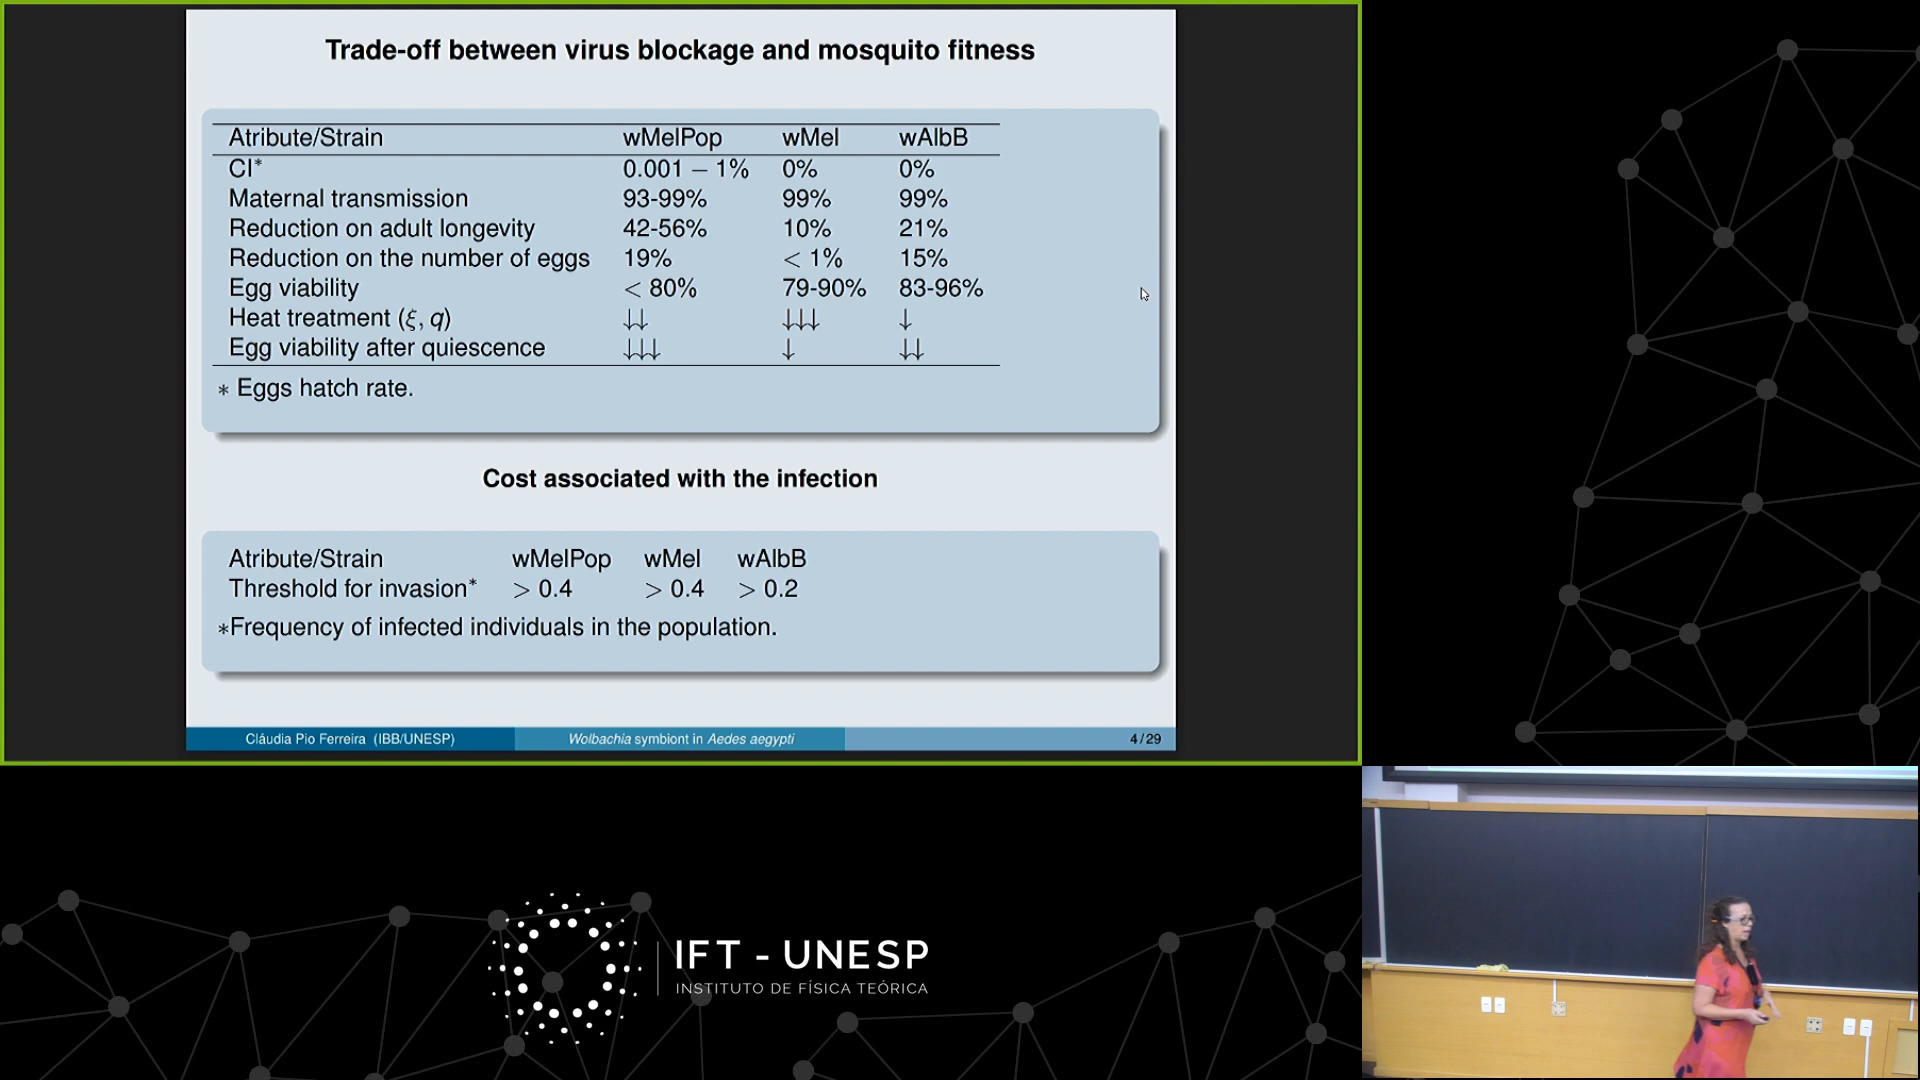 Trade-off between virus blockage and mosquito fitness
Atribute/Strain wMelPop wMel wAlbB
CI* 0.001 – 1% 0% 0%
Maternal transmission 93-99% 99% 99%
Reduction on adult longevity 42-56% 10% 21%
Reduction on the number of eggs 19% < 1% 15%
Egg viability < 80% 79-90% 83-96%
Heat treatment (ξ, q) ↓↓ ↓↓↓ ↓
Egg viability after quiescence ↓↓↓ ↓ ↓↓
* Eggs hatch rate.
Cost associated with the infection
Atribute/Strain wMelPop wMel wAlbB
Threshold for invasion* > 0.4 > 0.4 > 0.2
*Frequency of infected individuals in the population.
Cláudia Pio Ferreira (IBB/UNESP) Wolbachia symbiont in Aedes aegypti 4 / 29
IFT - UNESP
INSTITUTO DE FÍSICA TEÓRICA